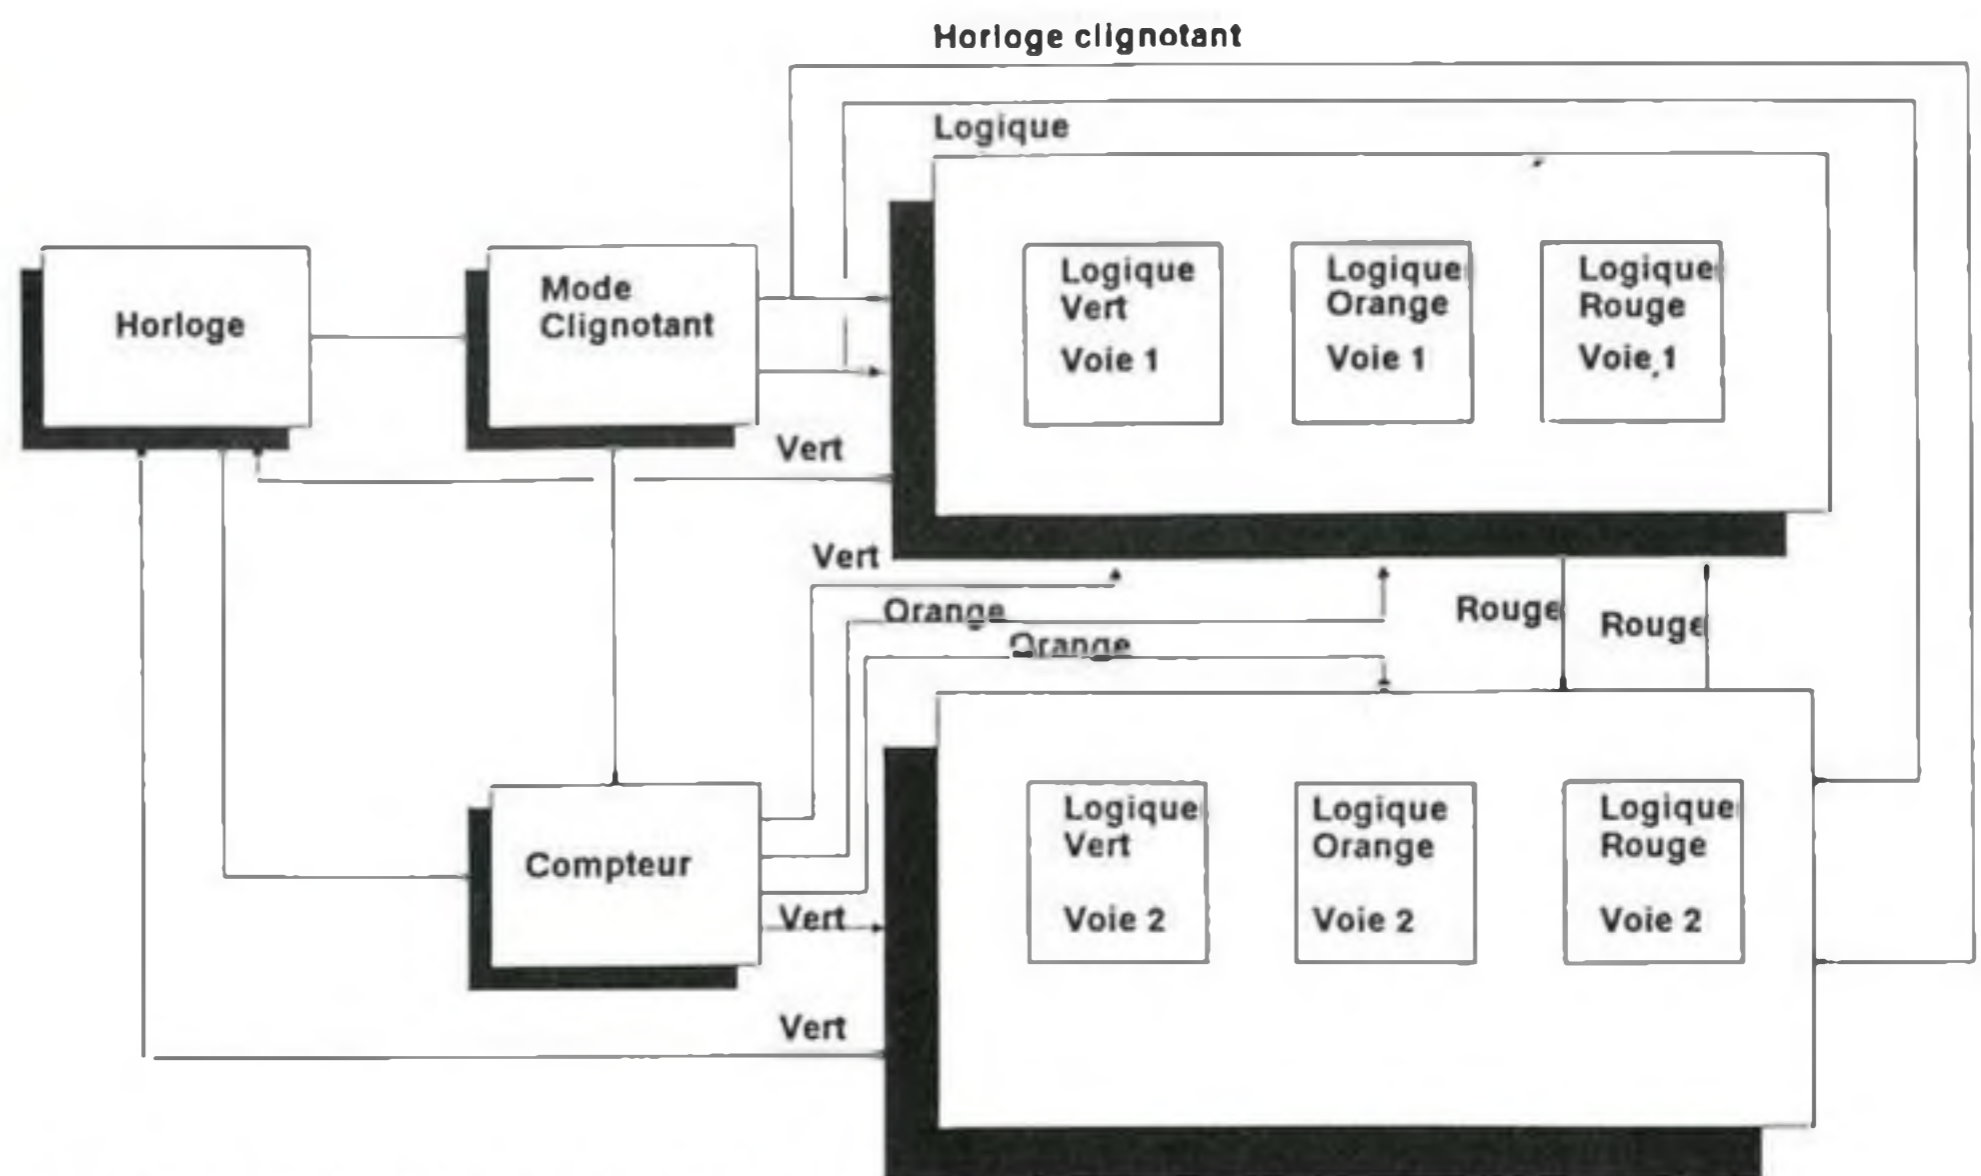 Horloge clignotant
Logique
Horloge
Mode
Clignotant
Logique
Vert
Voie 1
Logique
Orange
Voie 1
Logique
Rouge
Voie 1
Vert
Vert
Orange
Orange
Rouge
Rouge
Compteur
Vert
Vert
Logique
Vert
Voie 2
Logique
Orange
Voie 2
Logique
Rouge
Voie 2